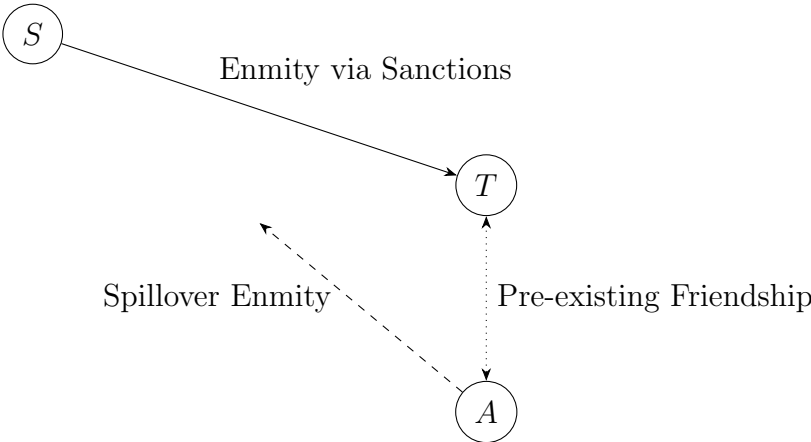 S
Enmity via Sanctions
T
Spillover Enmity
Pre-existing Friendship
A